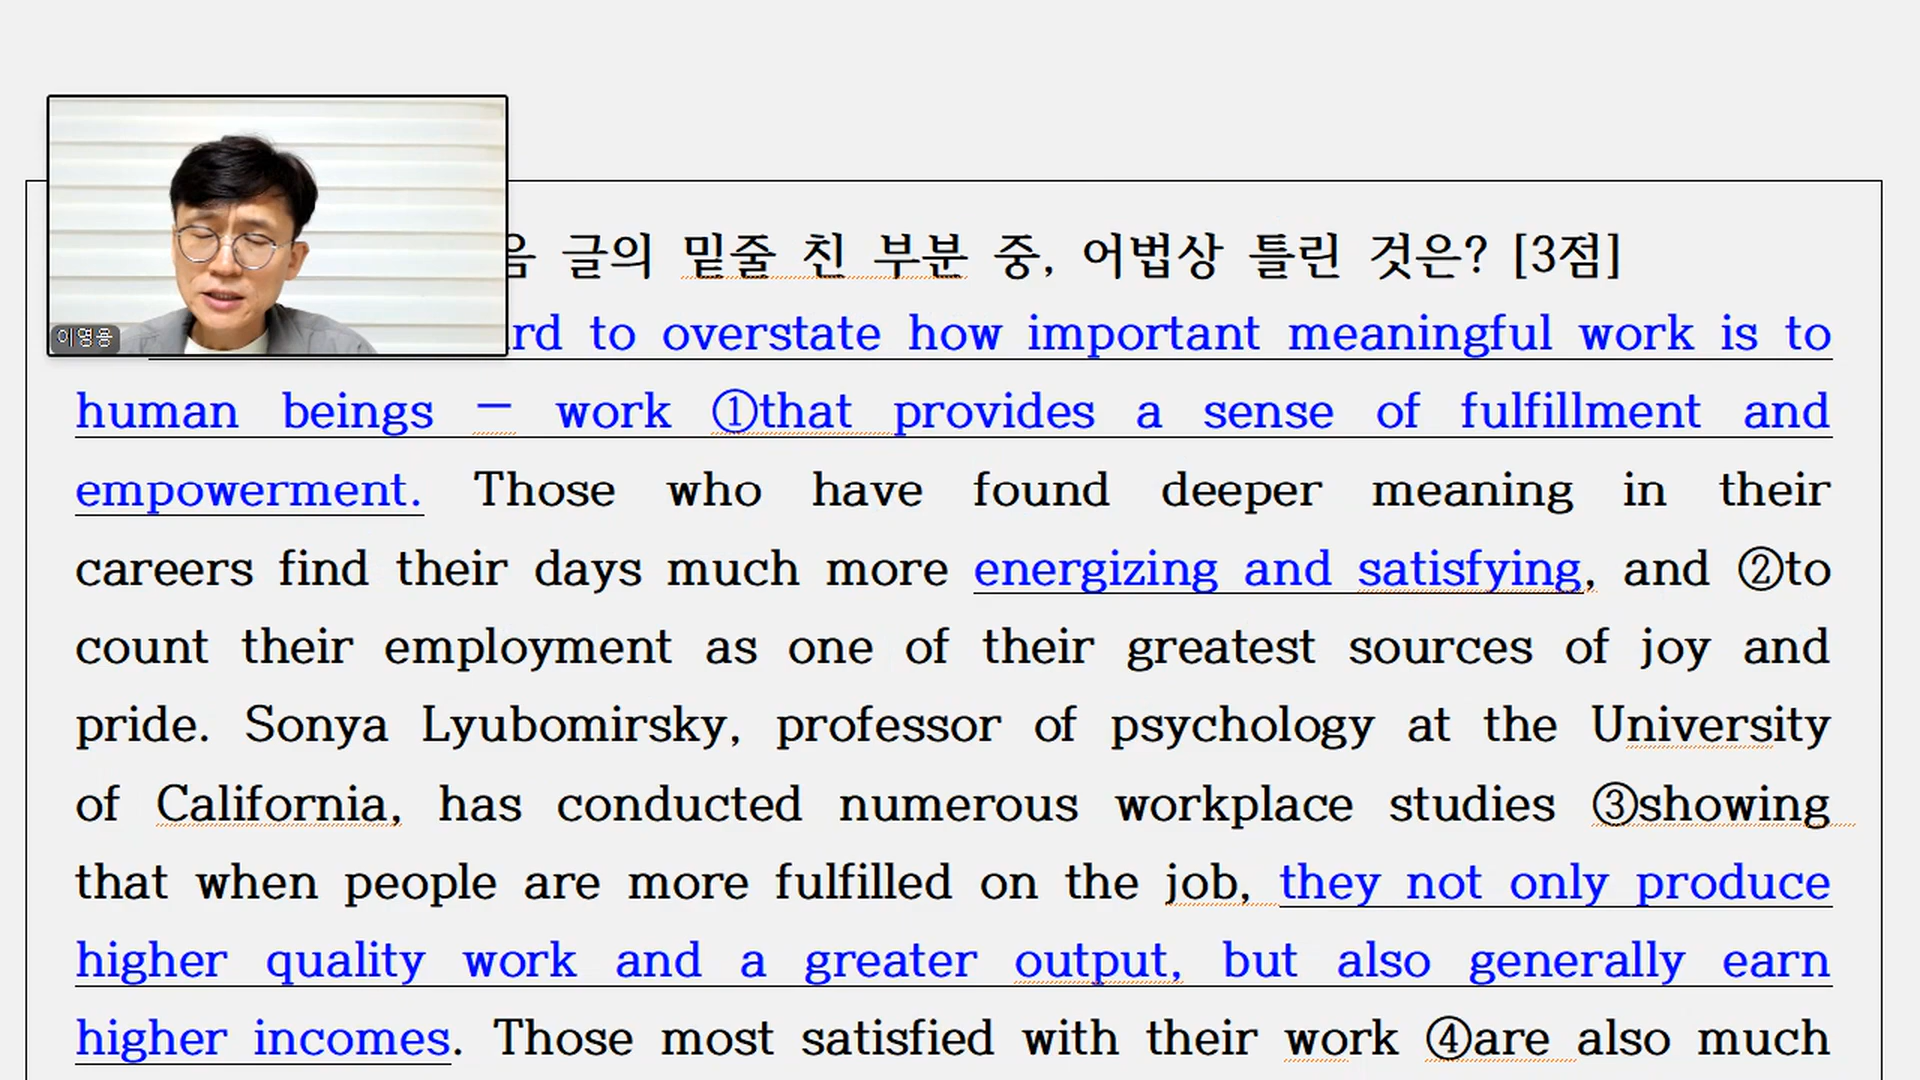 이영웅
글의 밑줄 친 부분 중, 어법상 틀린 것은? [3점]
to overstate how important meaningful work is to
human beings — work ①that provides a sense of fulfillment and
empowerment. Those who have found deeper meaning in their
careers find their days much more energizing and satisfying, and ②to
count their employment as one of their greatest sources of joy and
pride. Sonya Lyubomirsky, professor of psychology at the University
of California, has conducted numerous workplace studies ③showing
that when people are more fulfilled on the job, they not only produce
higher quality work and a greater output, but also generally earn
higher incomes. Those most satisfied with their work ④are also much